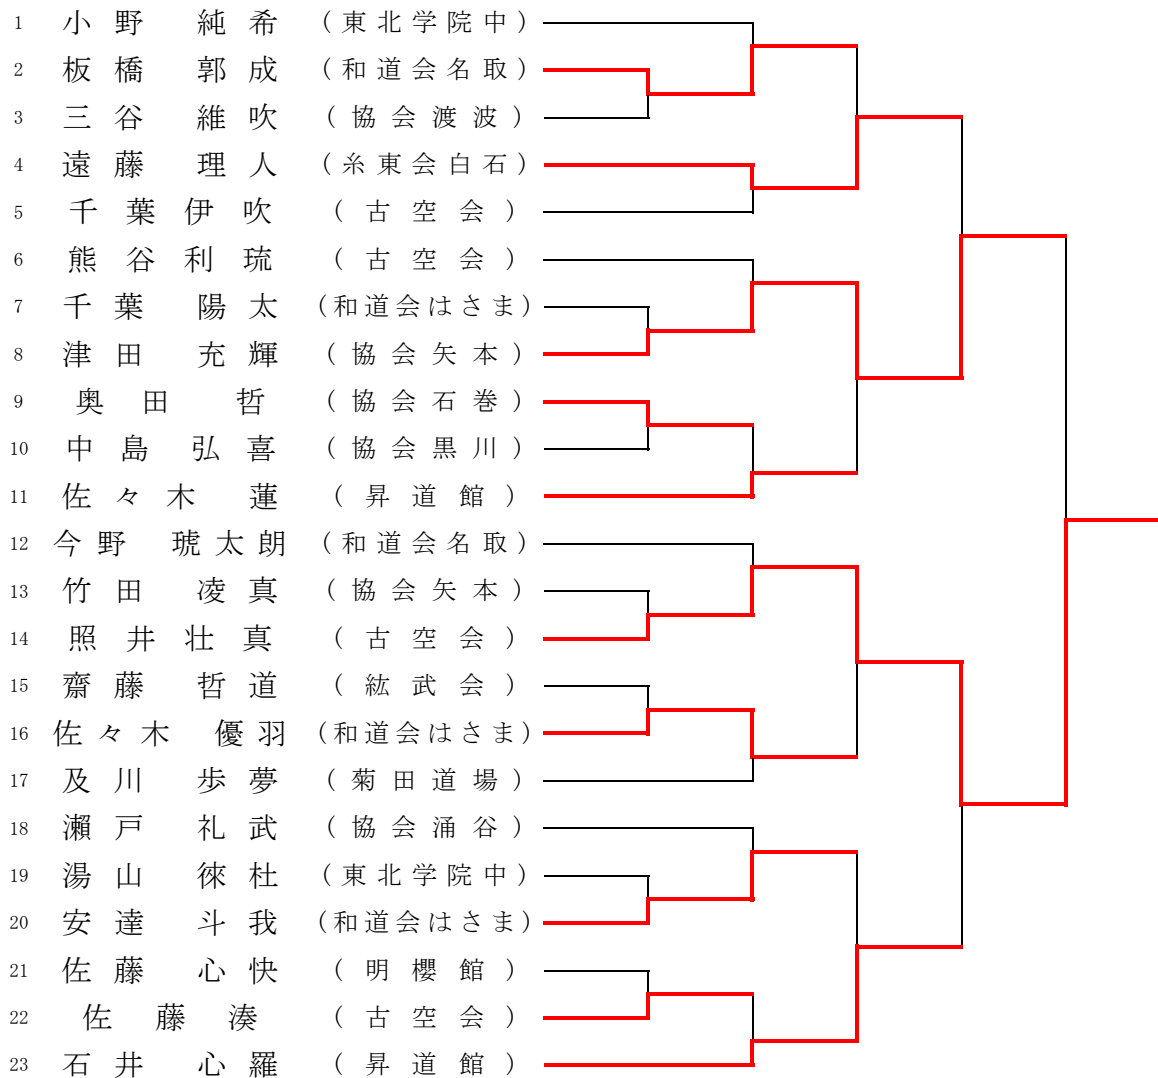 1 小野 純希 (東北学院中)
2 板橋 郭成 (和道会名取)
3 三谷 維吹 (協会渡波)
4 遠藤 理人 (糸東会白石)
5 千葉伊吹 (古空会)
6 熊谷利琉 (古空会)
7 千葉 陽太 (和道会はさま)
8 津田 充輝 (協会矢本)
9 奥田 哲 (協会石巻)
10 中島弘喜 (協会黒川)
11 佐々木 蓮 (昇道館)
12 今野 琥太朗 (和道会名取)
13 竹田 凌真 (協会矢本)
14 照井壮真 (古空会)
15 齋藤 哲道 (紘武会)
16 佐々木 優羽 (和道会はさま)
17 及川 歩夢 (菊田道場)
18 瀬戸 礼武 (協会涌谷)
19 湯山 徠杜 (東北学院中)
20 安達 斗我 (和道会はさま)
21 佐藤 心快 (明櫻館)
22 佐藤湊 (古空会)
23 石井 心羅 (昇道館)